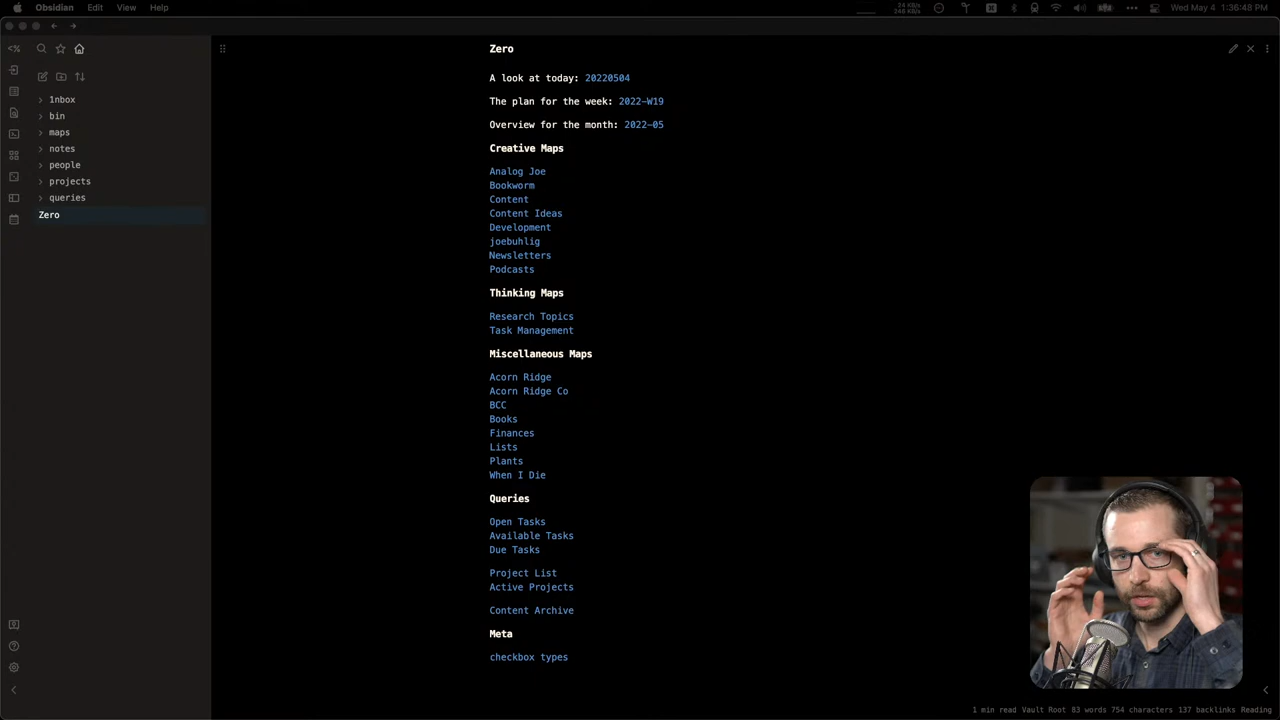 Obsidian Edit View Help
24 KB/s
246 KB/s
Wed May 4 1:36:48 PM
Zero
1nbox
bin
maps
notes
people
projects
queries
Zero
A look at today: 20220504
The plan for the week: 2022-W19
Overview for the month: 2022-05
Creative Maps
Analog Joe
Bookworm
Content
Content Ideas
Development
joebuhlig
Newsletters
Podcasts
Thinking Maps
Research Topics
Task Management
Miscellaneous Maps
Acorn Ridge
Acorn Ridge Co
BCC
Books
Finances
Lists
Plants
When I Die
Queries
Open Tasks
Available Tasks
Due Tasks
Project List
Active Projects
Content Archive
Meta
checkbox types
1 min read Vault Root 83 words 754 characters 137 backlinks Reading